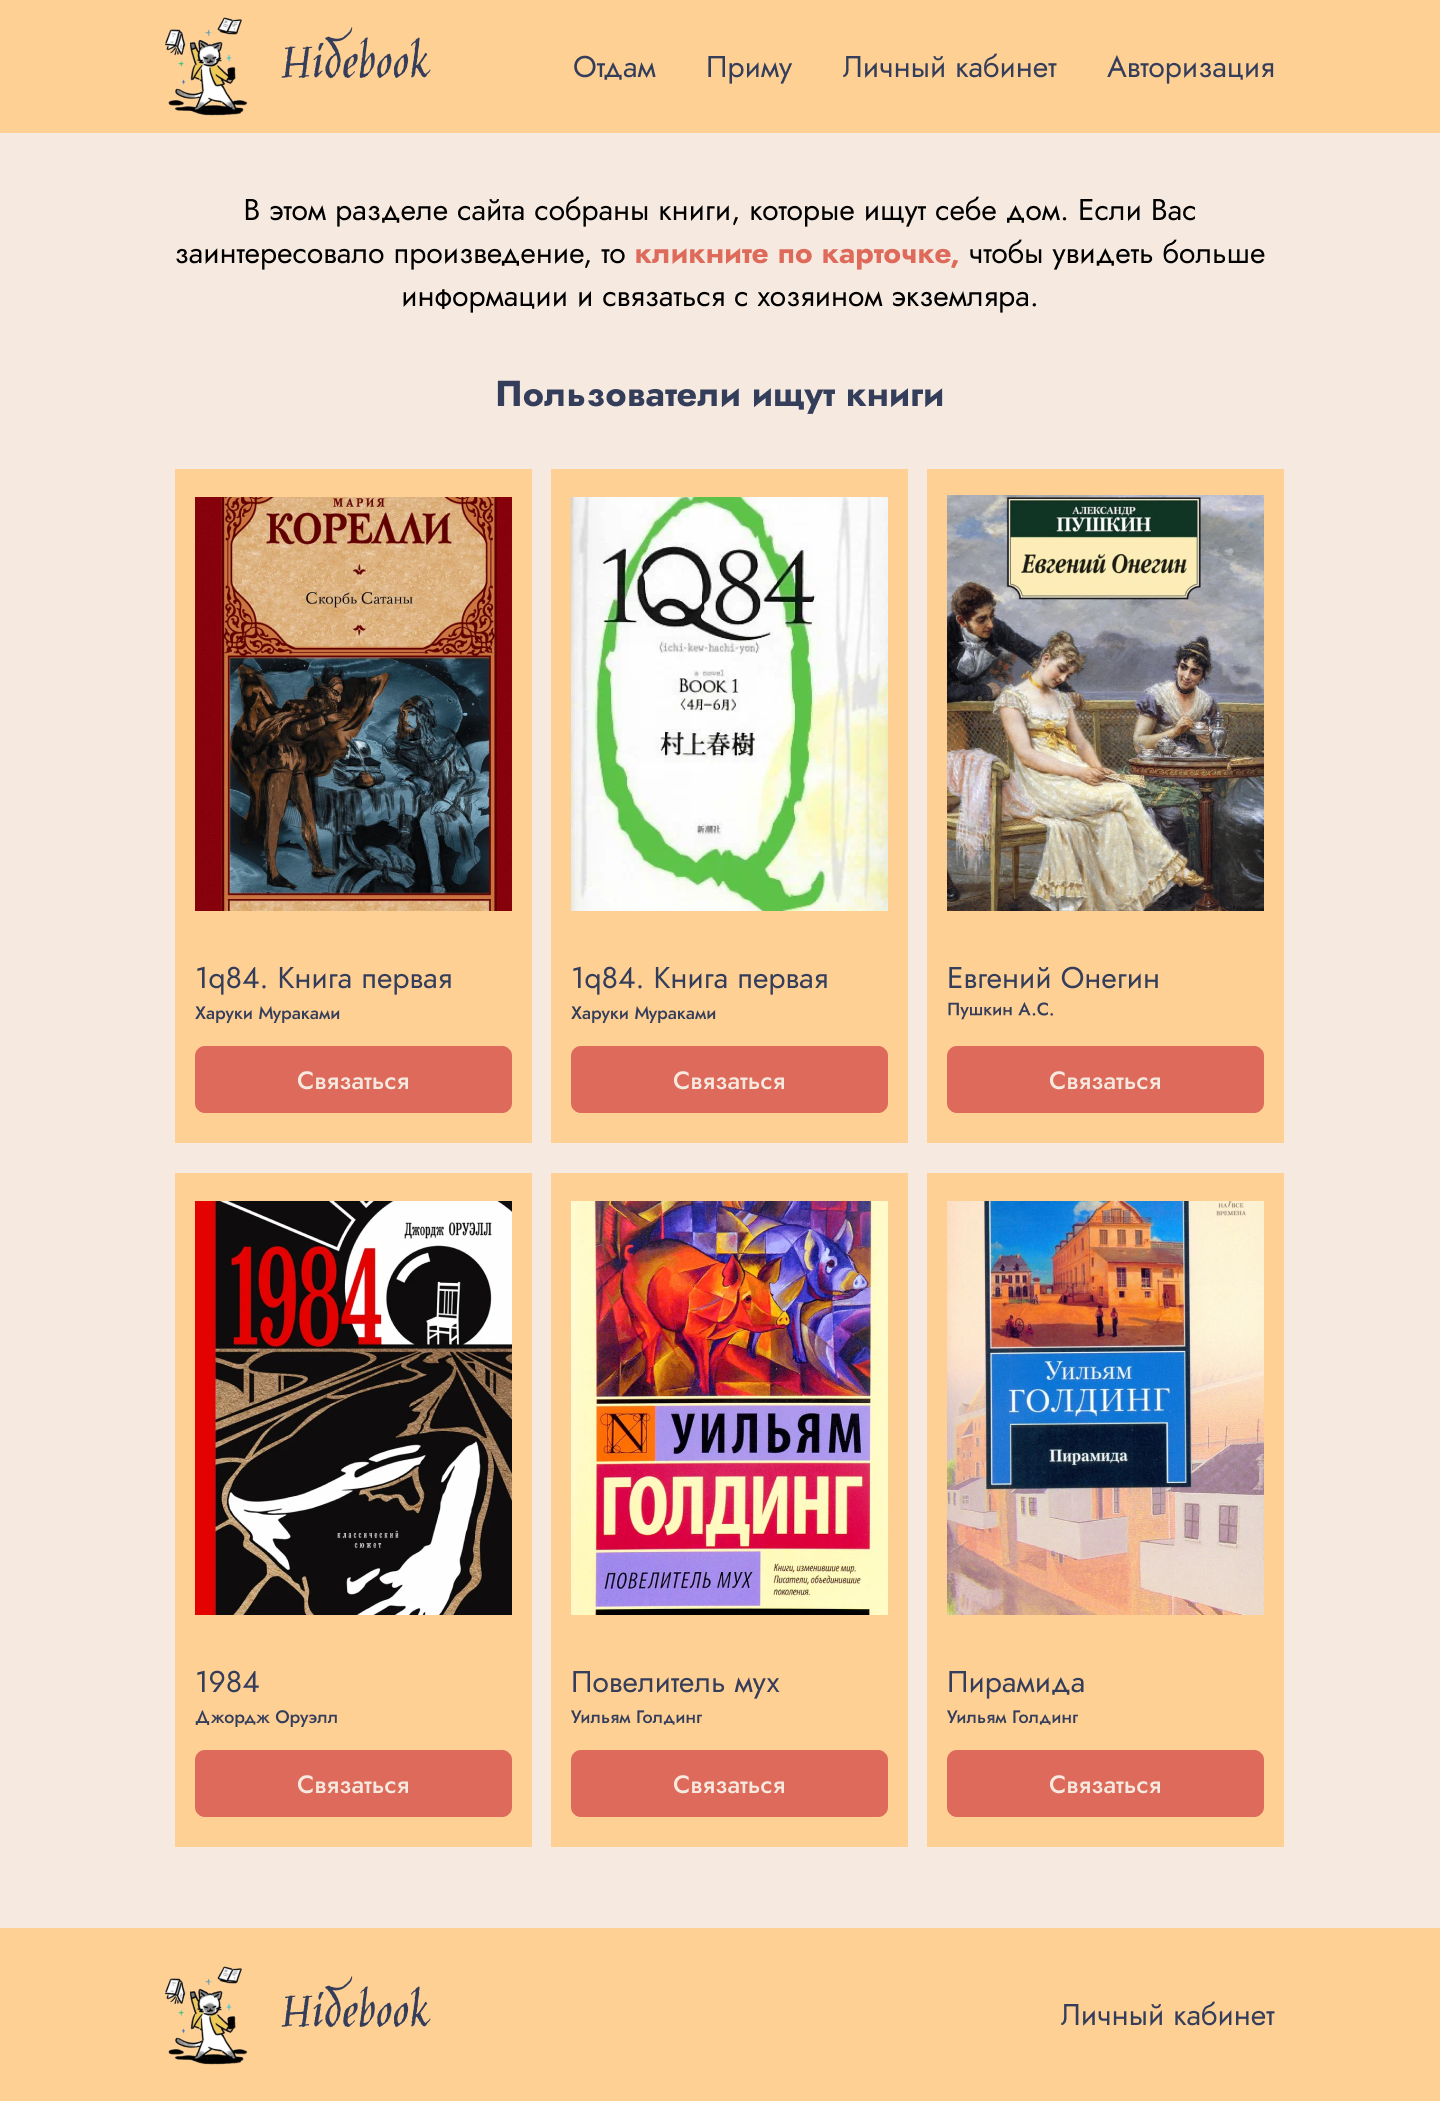 Hidebook
Отдам
Приму
Личный кабинет
Авторизация
В этом разделе сайта собраны книги, которые ищут себе дом. Если Вас
заинтересовало произведение, то кликните по карточке, чтобы увидеть больше
информации и связаться с хозяином экземляра.
Пользователи ищут книги
МАРИЯ
КОРЕЛЛИ
Скорбь Сатаны
1q84. Книга первая
Харуки Мураками
Связаться
1Q84
(ichi-kew-hachi-yon)
a novel
BOOK 1
〈4月-6月〉
村上春樹
新潮社
1q84. Книга первая
Харуки Мураками
Связаться
АЛЕКСАНДР
ПУШКИН
Евгений Онегин
Евгений Онегин
Пушкин А.С.
Связаться
Джордж ОРУЭЛЛ
1984
классический
сюжет
1984
Джордж Оруэлл
Связаться
N
УИЛЬЯМ
ГОЛДИНГ
ПОВЕЛИТЕЛЬ МУХ
Книги, изменившие мир.
Писатели, объединившие
поколения.
Повелитель мух
Уильям Голдинг
Связаться
НА ВСЕ
ВРЕМЕНА
Уильям
ГОЛДИНГ
Пирамида
Пирамида
Уильям Голдинг
Связаться
Hidebook
Личный кабинет